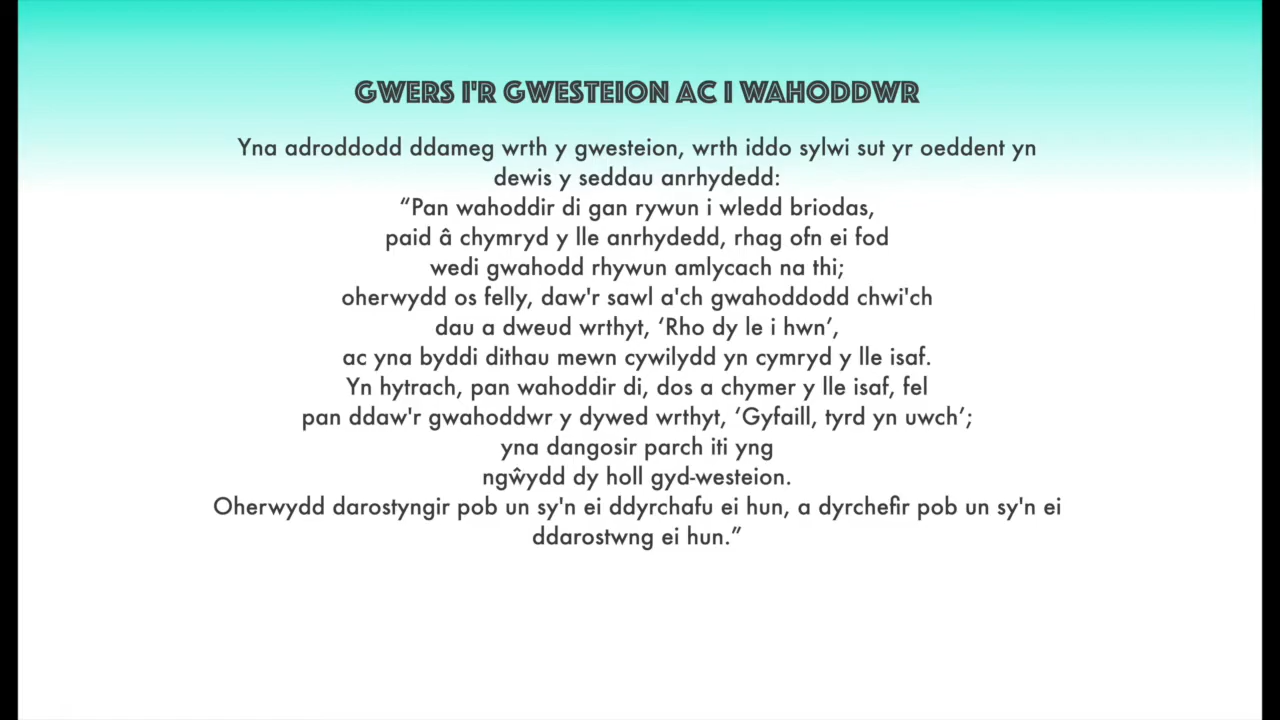 GWERS I'R GWESTEION AC I WAHODDWR
Yna adroddodd ddameg wrth y gwesteion, wrth iddo sylwi sut yr oeddent yn
dewis y seddau anrhydedd:
“Pan wahoddir di gan rywun i wledd briodas,
paid â chymryd y lle anrhydedd, rhag ofn ei fod
wedi gwahodd rhywun amlycach na thi;
oherwydd os felly, daw'r sawl a'ch gwahoddodd chwi'ch
dau a dweud wrthyt, ‘Rho dy le i hwn’,
ac yna byddi dithau mewn cywilydd yn cymryd y lle isaf.
Yn hytrach, pan wahoddir di, dos a chymer y lle isaf, fel
pan ddaw'r gwahoddwr y dywed wrthyt, ‘Gyfaill, tyrd yn uwch’;
yna dangosir parch iti yng
ngŵydd dy holl gyd-westeion.
Oherwydd darostyngir pob un sy'n ei ddyrchafu ei hun, a dyrchefir pob un sy'n ei
ddarostwng ei hun.”